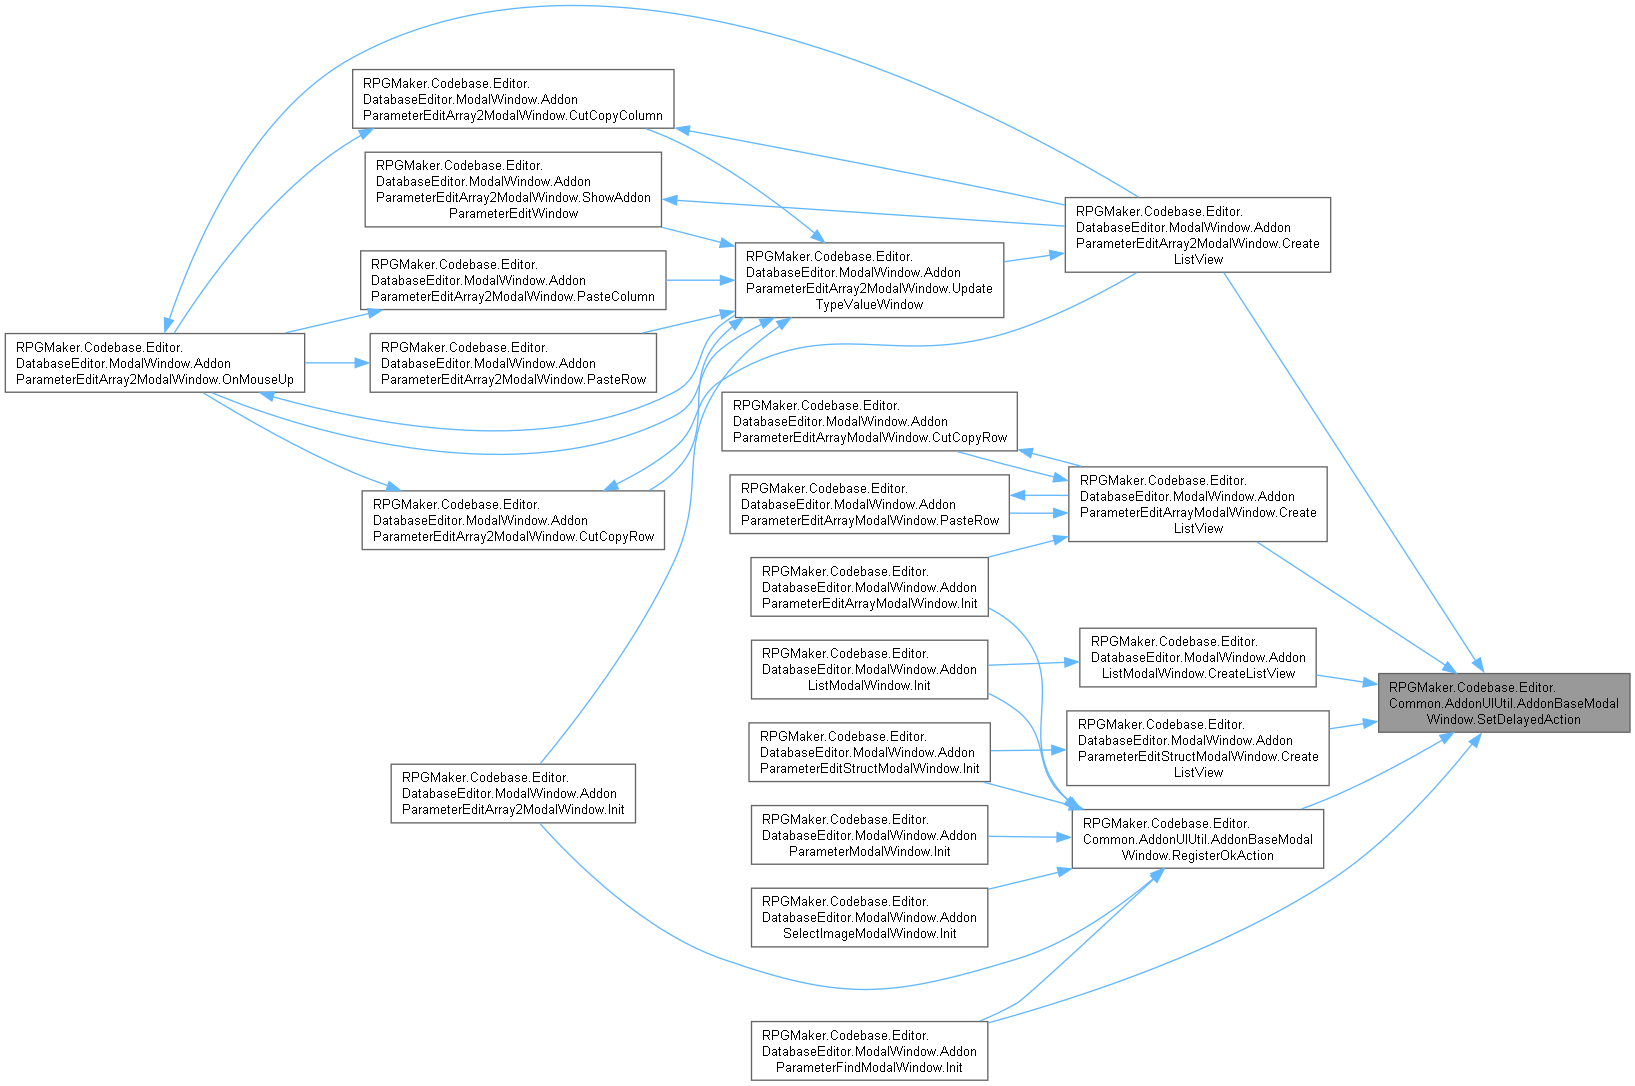 RPGMaker.Codebase.Editor.
DatabaseEditor.ModalWindow.Addon
ParameterEditArray2ModalWindow.CutCopyColumn
RPGMaker.Codebase.Editor.
DatabaseEditor.ModalWindow.Addon
ParameterEditArray2ModalWindow.ShowAddon
ParameterEditWindow
RPGMaker.Codebase.Editor.
DatabaseEditor.ModalWindow.Addon
ParameterEditArray2ModalWindow.Create
ListView
RPGMaker.Codebase.Editor.
DatabaseEditor.ModalWindow.Addon
ParameterEditArray2ModalWindow.Update
TypeValueWindow
RPGMaker.Codebase.Editor.
DatabaseEditor.ModalWindow.Addon
ParameterEditArray2ModalWindow.PasteColumn
RPGMaker.Codebase.Editor.
DatabaseEditor.ModalWindow.Addon
ParameterEditArray2ModalWindow.OnMouseUp
RPGMaker.Codebase.Editor.
DatabaseEditor.ModalWindow.Addon
ParameterEditArray2ModalWindow.PasteRow
RPGMaker.Codebase.Editor.
DatabaseEditor.ModalWindow.Addon
ParameterEditArrayModalWindow.CutCopyRow
RPGMaker.Codebase.Editor.
DatabaseEditor.ModalWindow.Addon
ParameterEditArrayModalWindow.Create
ListView
RPGMaker.Codebase.Editor.
DatabaseEditor.ModalWindow.Addon
ParameterEditArrayModalWindow.PasteRow
RPGMaker.Codebase.Editor.
DatabaseEditor.ModalWindow.Addon
ParameterEditArray2ModalWindow.CutCopyRow
RPGMaker.Codebase.Editor.
DatabaseEditor.ModalWindow.Addon
ParameterEditArrayModalWindow.Init
RPGMaker.Codebase.Editor.
DatabaseEditor.ModalWindow.Addon
ListModalWindow.CreateListView
RPGMaker.Codebase.Editor.
DatabaseEditor.ModalWindow.Addon
ListModalWindow.Init
RPGMaker.Codebase.Editor.
Common.AddonUIUtil.AddonBaseModal
Window.SetDelayedAction
RPGMaker.Codebase.Editor.
DatabaseEditor.ModalWindow.Addon
ParameterEditStructModalWindow.Create
ListView
RPGMaker.Codebase.Editor.
DatabaseEditor.ModalWindow.Addon
ParameterEditStructModalWindow.Init
RPGMaker.Codebase.Editor.
DatabaseEditor.ModalWindow.Addon
ParameterEditArray2ModalWindow.Init
RPGMaker.Codebase.Editor.
DatabaseEditor.ModalWindow.Addon
ParameterModalWindow.Init
RPGMaker.Codebase.Editor.
Common.AddonUIUtil.AddonBaseModal
Window.RegisterOkAction
RPGMaker.Codebase.Editor.
DatabaseEditor.ModalWindow.Addon
SelectImageModalWindow.Init
RPGMaker.Codebase.Editor.
DatabaseEditor.ModalWindow.Addon
ParameterFindModalWindow.Init